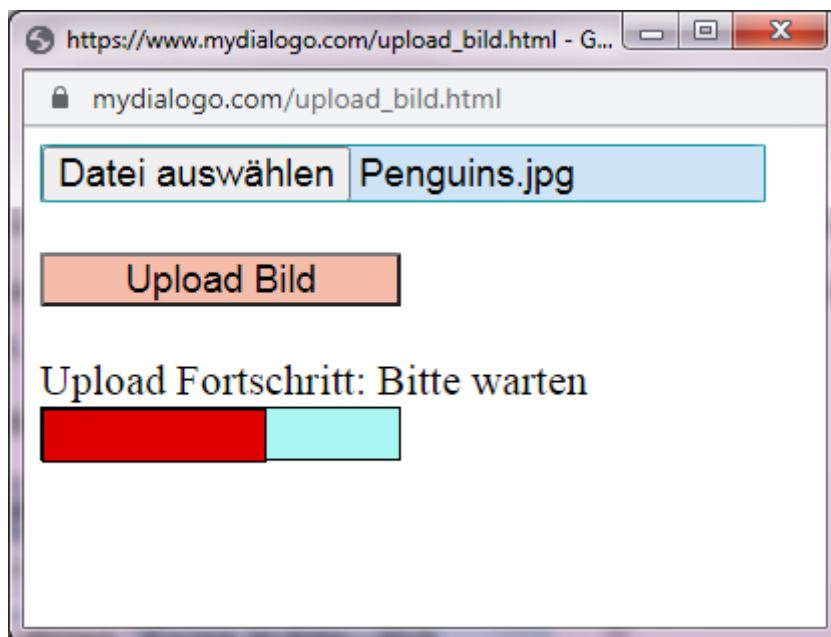 https://www.mydialogo.com/upload_bild.html - G...
mydialogo.com/upload_bild.html
Datei auswählen Penguins.jpg
Upload Bild
Upload Fortschritt: Bitte warten